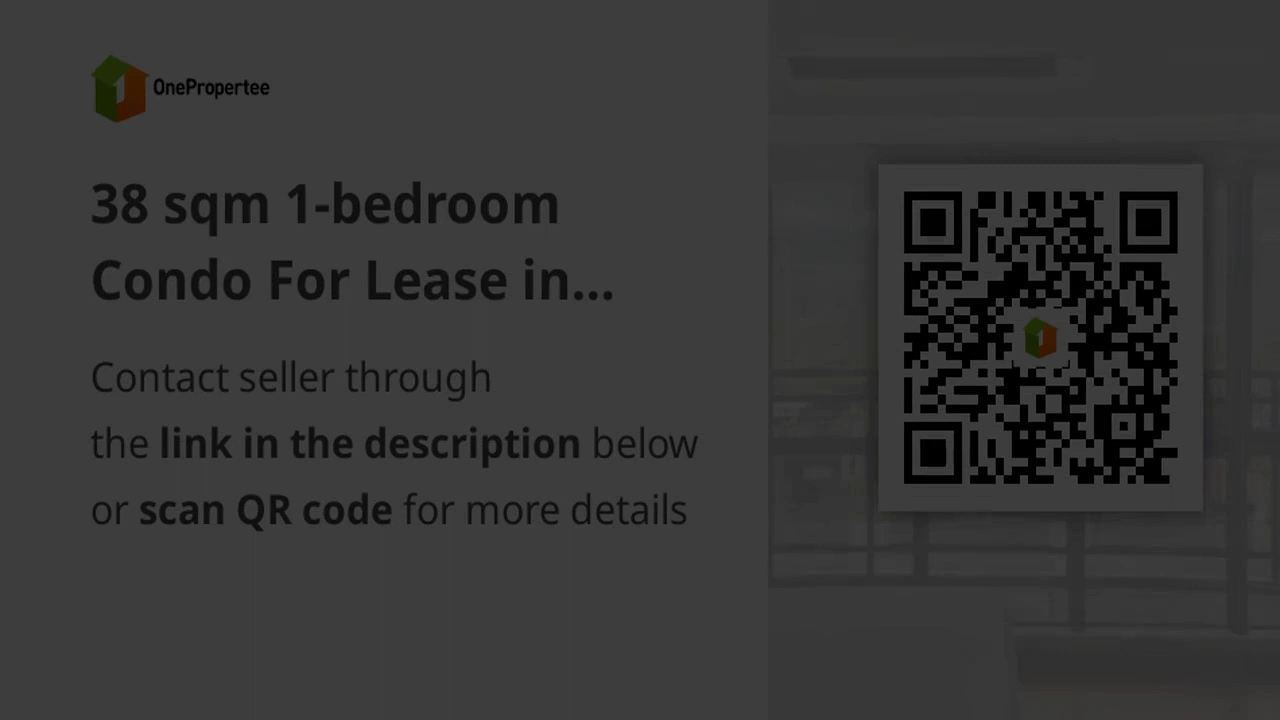 OnePropertee
38 sqm 1-bedroom
Condo For Lease in...
Contact seller through
the link in the description below
or scan QR code for more details